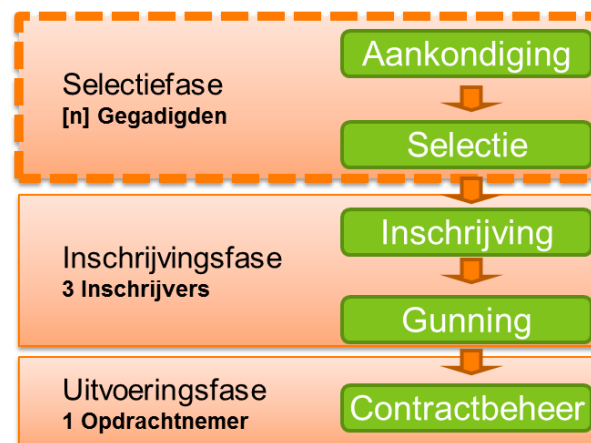 Selectiefase
[n] Gegadigden
Aankondiging
Selectie
Inschrijvingsfase
3 Inschrijvers
Inschrijving
Gunning
Uitvoeringsfase
1 Opdrachtnemer
Contractbeheer